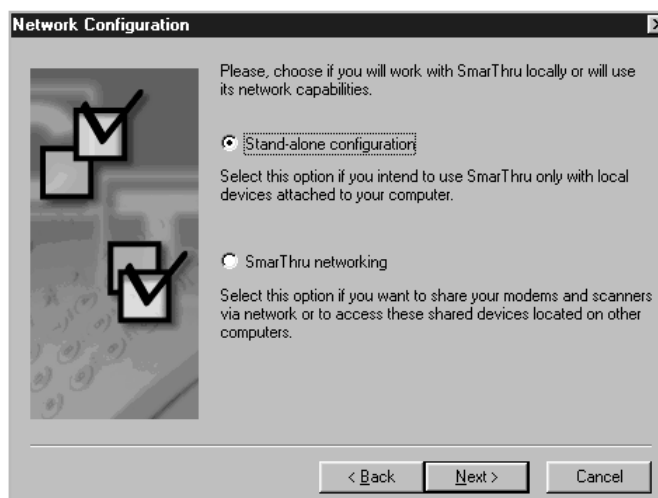 Network Configuration
Please, choose if you will work with SmarThru locally or will use
its network capabilities.
Stand-alone configuration
Select this option if you intend to use SmarThru only with local
devices attached to your computer.
SmarThru networking
Select this option if you want to share your modems and scanners
via network or to access these shared devices located on other
computers.
< Back
Next >
Cancel